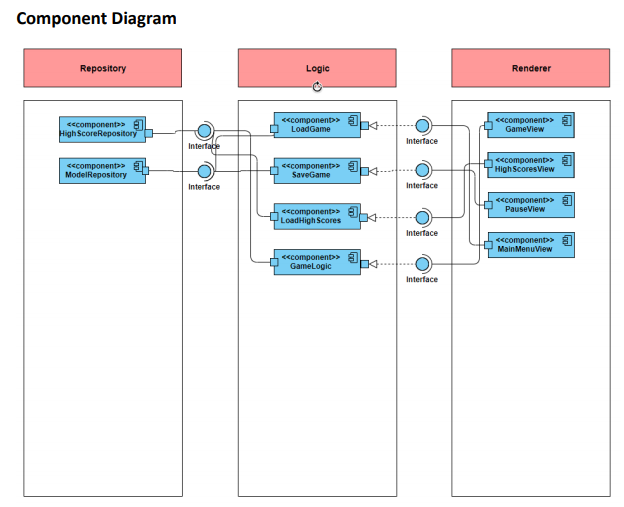 Component Diagram
Repository
Logic
Renderer
<<component>>
HighScoreRepository
<<component>>
ModelRepository
Interface
Interface
<<component>>
LoadGame
<<component>>
SaveGame
<<component>>
LoadHighScores
<<component>>
GameLogic
Interface
Interface
Interface
Interface
<<component>>
GameView
<<component>>
HighScoresView
<<component>>
PauseView
<<component>>
MainMenuView